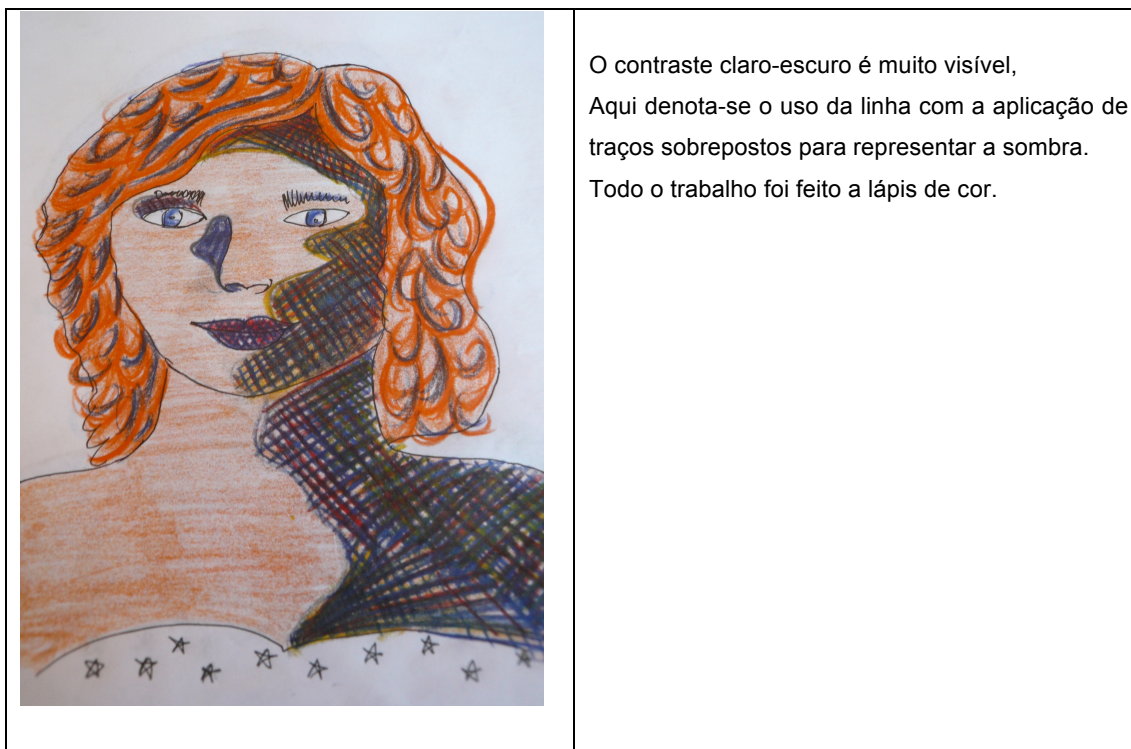 O contraste claro-escuro é muito visível,
Aqui denota-se o uso da linha com a aplicação de
traços sobrepostos para representar a sombra.
Todo o trabalho foi feito a lápis de cor.